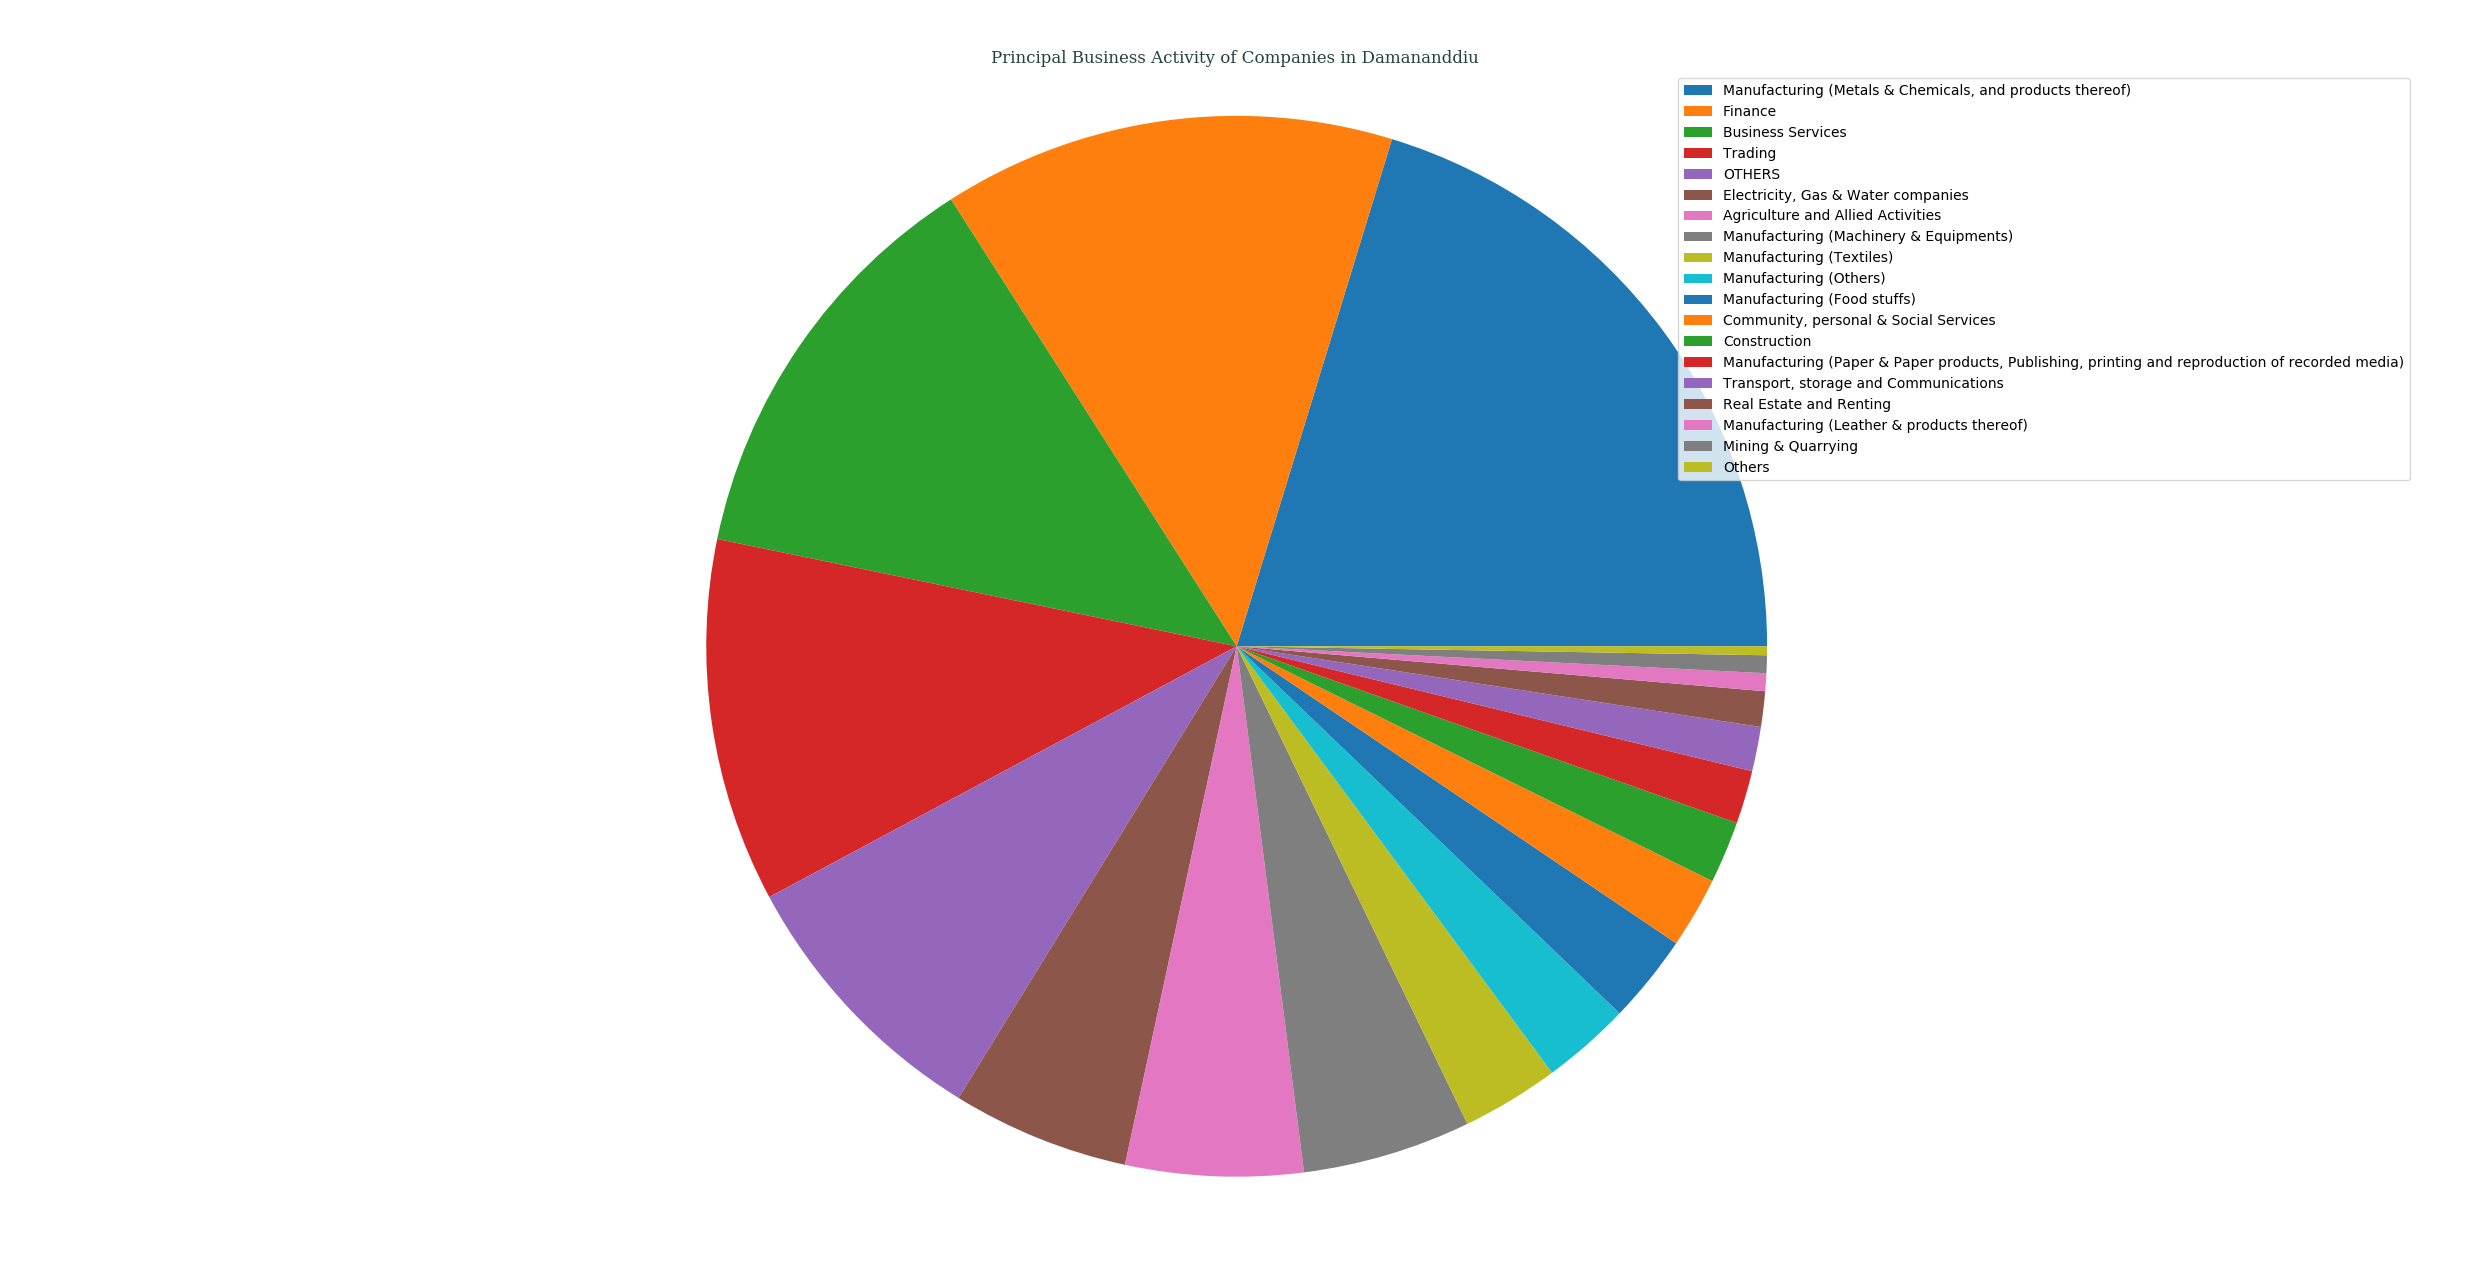 Principal Business Activity of Companies in Damananddiu
Manufacturing (Metals & Chemicals, and products thereof)
Finance
Business Services
Trading
OTHERS
Electricity, Gas & Water companies
Agriculture and Allied Activities
Manufacturing (Machinery & Equipments)
Manufacturing (Textiles)
Manufacturing (Others)
Manufacturing (Food stuffs)
Community, personal & Social Services
Construction
Manufacturing (Paper & Paper products, Publishing, printing and reproduction of recorded media)
Transport, storage and Communications
Real Estate and Renting
Manufacturing (Leather & products thereof)
Mining & Quarrying
Others